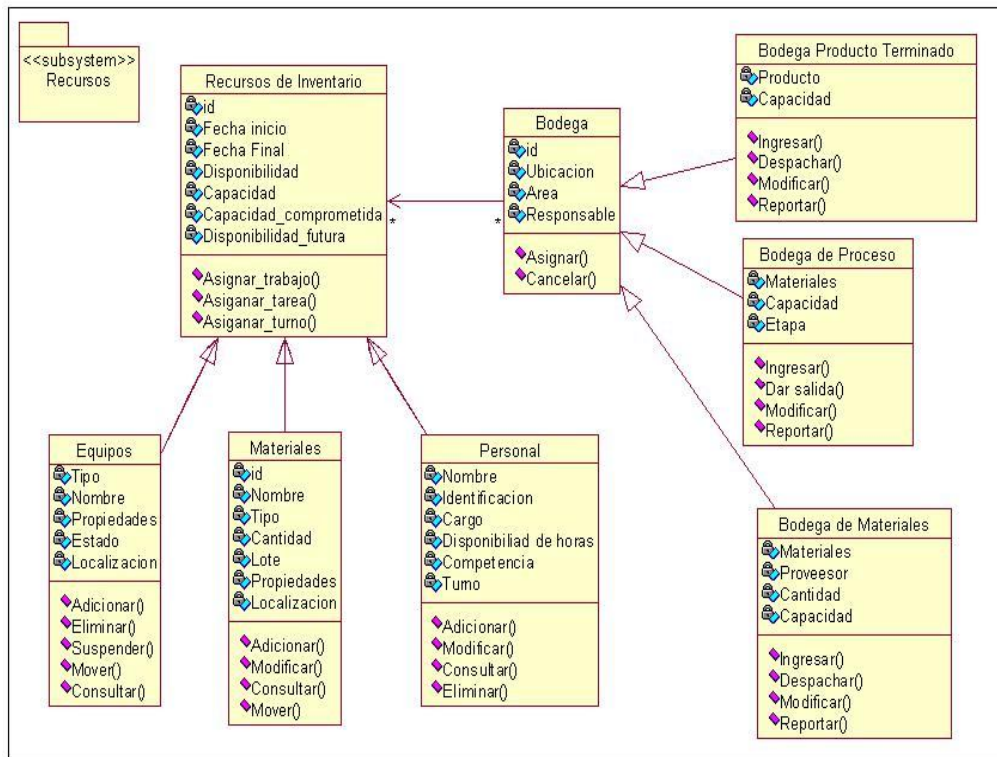 <<subsystem>>
Recursos
Recursos de Inventario
id
Fecha inicio
Fecha Final
Disponibilidad
Capacidad
Capacidad_comprometida
Disponibilidad_futura
Asignar_trabajo()
Asiganar_tarea()
Asiganar_turno()
*
*
Bodega
id
Ubicacion
Area
Responsable
Asignar()
Cancelar()
Bodega Producto Terminado
Producto
Capacidad
Ingresar()
Despachar()
Modificar()
Reportar()
Bodega de Proceso
Materiales
Capacidad
Etapa
Ingresar()
Dar salida()
Modificar()
Reportar()
Equipos
Tipo
Nombre
Propiedades
Estado
Localizacion
Adicionar()
Eliminar()
Suspender()
Mover()
Consultar()
Materiales
id
Nombre
Tipo
Cantidad
Lote
Propiedades
Localizacion
Adicionar()
Modificar()
Consultar()
Mover()
Personal
Nombre
Identificacion
Cargo
Disponibiliad de horas
Competencia
Turno
Adicionar()
Modificar()
Consultar()
Eliminar()
Bodega de Materiales
Materiales
Proveesor
Cantidad
Capacidad
Ingresar()
Despachar()
Modificar()
Reportar()